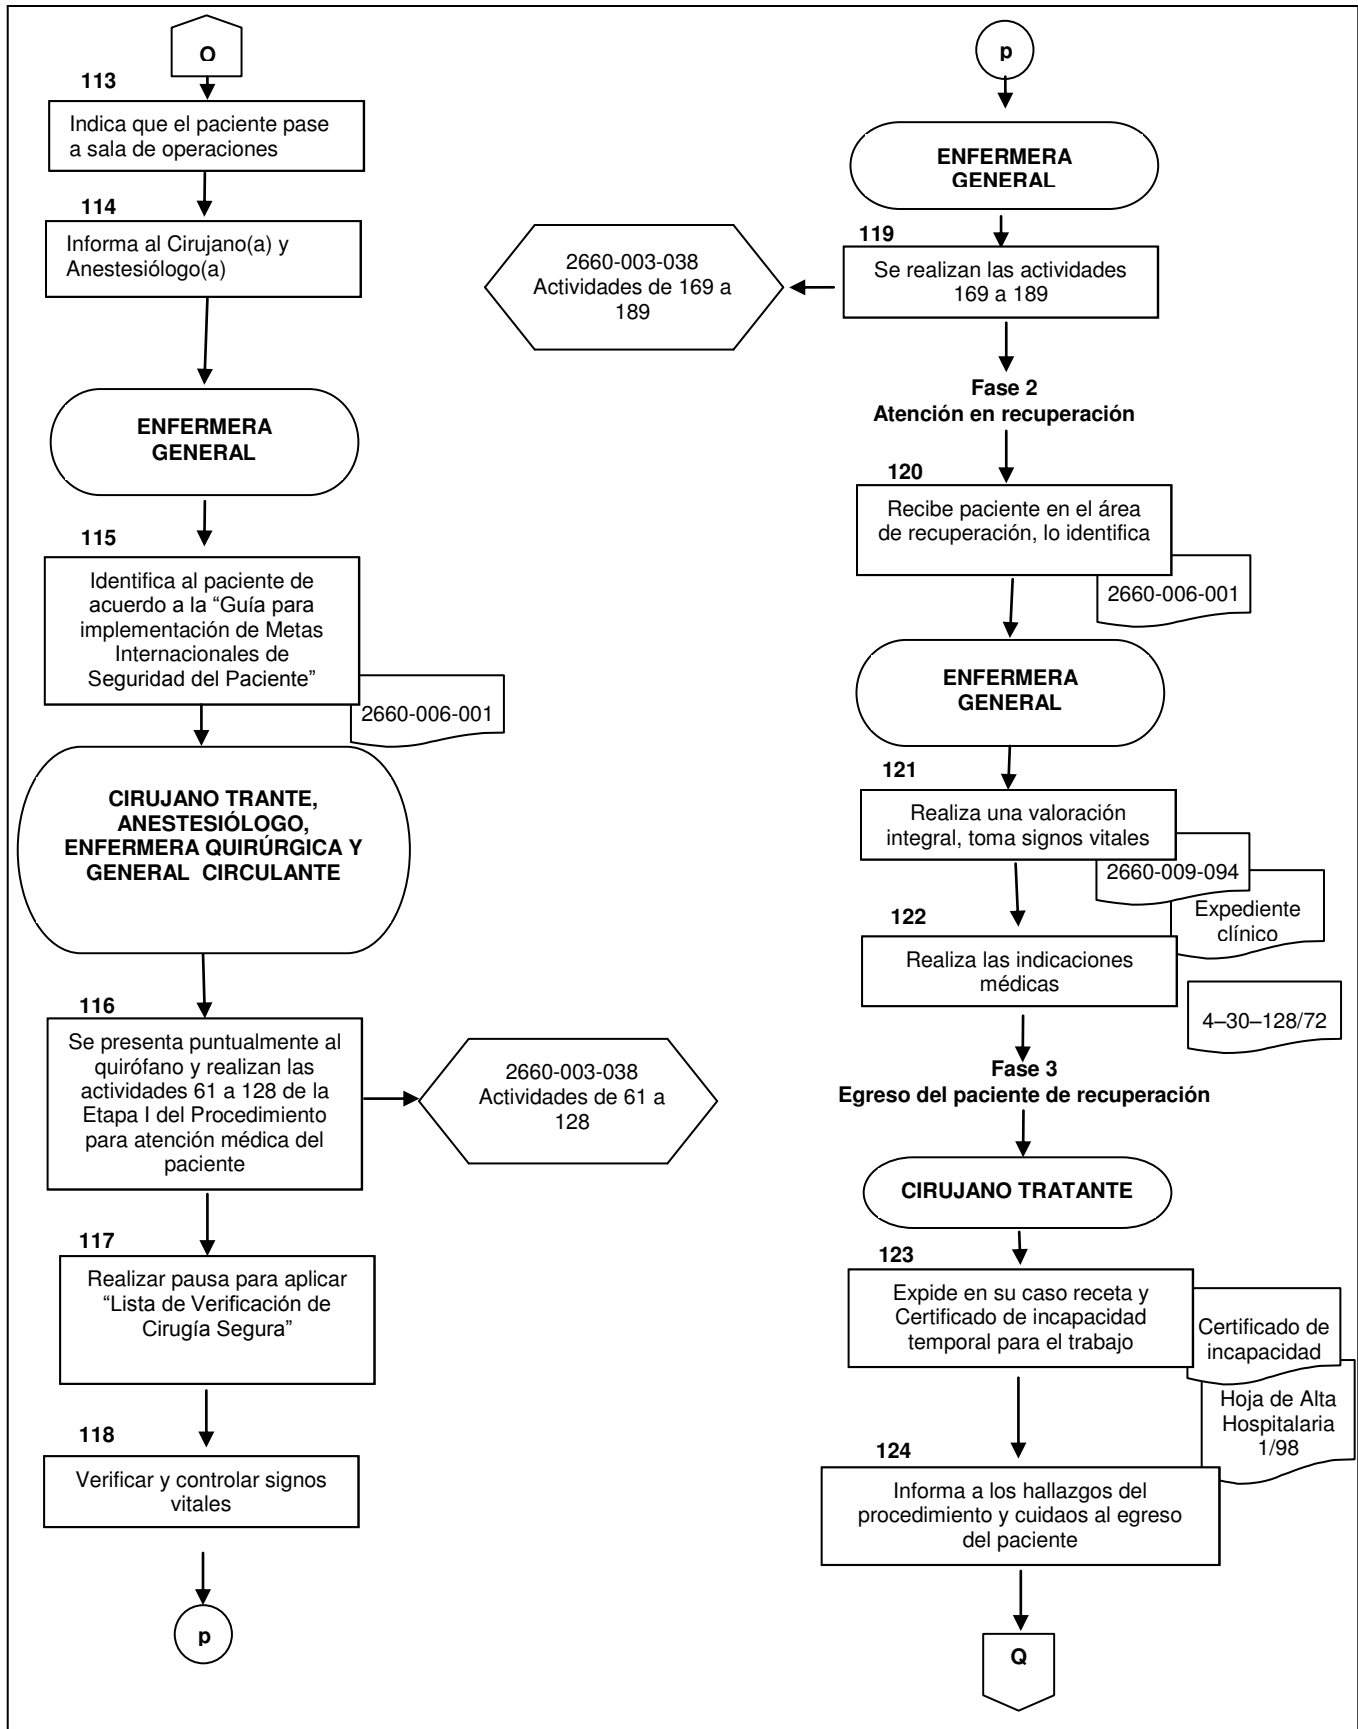 O
113
Indica que el paciente pase
a sala de operaciones
114
Informa al Cirujano(a) y
Anestesiólogo(a)
ENFERMERA
GENERAL
115
Identifica al paciente de
acuerdo a la “Guía para
implementación de Metas
Internacionales de
Seguridad del Paciente”
2660-006-001
CIRUJANO TRANTE,
ANESTESIÓLOGO,
ENFERMERA QUIRÚRGICA Y
GENERAL CIRCULANTE
116
Se presenta puntualmente al
quirófano y realizan las
actividades 61 a 128 de la
Etapa I del Procedimiento
para atención médica del
paciente
2660-003-038
Actividades de 61 a
128
117
Realizar pausa para aplicar
“Lista de Verificación de
Cirugía Segura”
118
Verificar y controlar signos
vitales
p
p
ENFERMERA
GENERAL
119
Se realizan las actividades
169 a 189
2660-003-038
Actividades de 169 a
189
Fase 2
Atención en recuperación
120
Recibe paciente en el área
de recuperación, lo identifica
2660-006-001
ENFERMERA
GENERAL
121
Realiza una valoración
integral, toma signos vitales
2660-009-094
Expediente
clínico
122
Realiza las indicaciones
médicas
4–30–128/72
Fase 3
Egreso del paciente de recuperación
CIRUJANO TRATANTE
123
Expide en su caso receta y
Certificado de incapacidad
temporal para el trabajo
Certificado de
incapacidad
Hoja de Alta
Hospitalaria
1/98
124
Informa a los hallazgos del
procedimiento y cuidaos al egreso
del paciente
Q